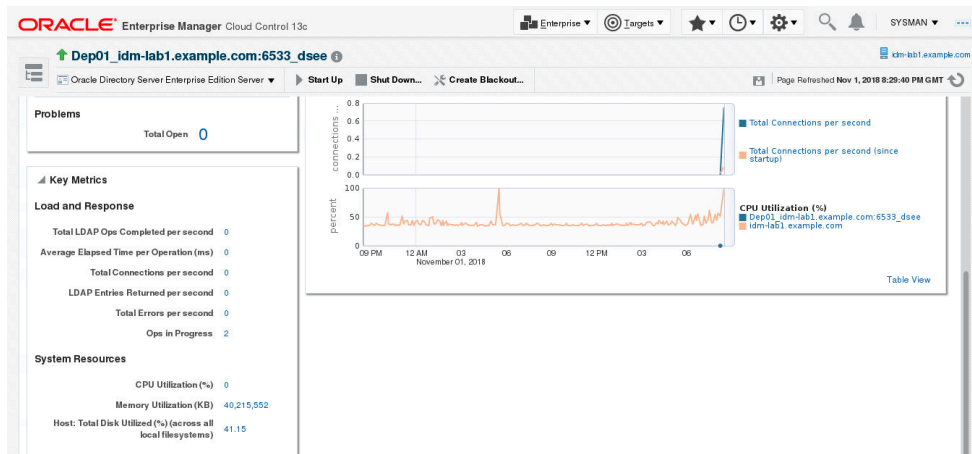 ORACLE Enterprise Manager Cloud Control 13c
Enterprise
Targets
SYSMAN
Dep01_idm-lab1.example.com:6533_dsee
idm-lab1.example.com
Oracle Directory Server Enterprise Edition Server
Start Up
Shut Down...
Create Blackout...
Page Refreshed Nov 1, 2018 8:29:40 PM GMT
Problems
Total Open 0
Key Metrics
Load and Response
Total LDAP Ops Completed per second 0
Average Elapsed Time per Operation (ms) 0
Total Connections per second 0
LDAP Entries Returned per second 0
Total Errors per second 0
Ops in Progress 2
System Resources
CPU Utilization (%) 0
Memory Utilization (KB) 40,215,552
Host: Total Disk Utilized (%) (across all
local filesystems) 41.15
connections ...
0.8
0.6
0.4
0.2
0.0
Total Connections per second
Total Connections per second (since
startup)
percent
100
50
0
09 PM 12 AM 03 06 09 12 PM 03 06
November 01, 2018
CPU Utilization (%)
Dep01_idm-lab1.example.com:6533_dsee
idm-lab1.example.com
Table View